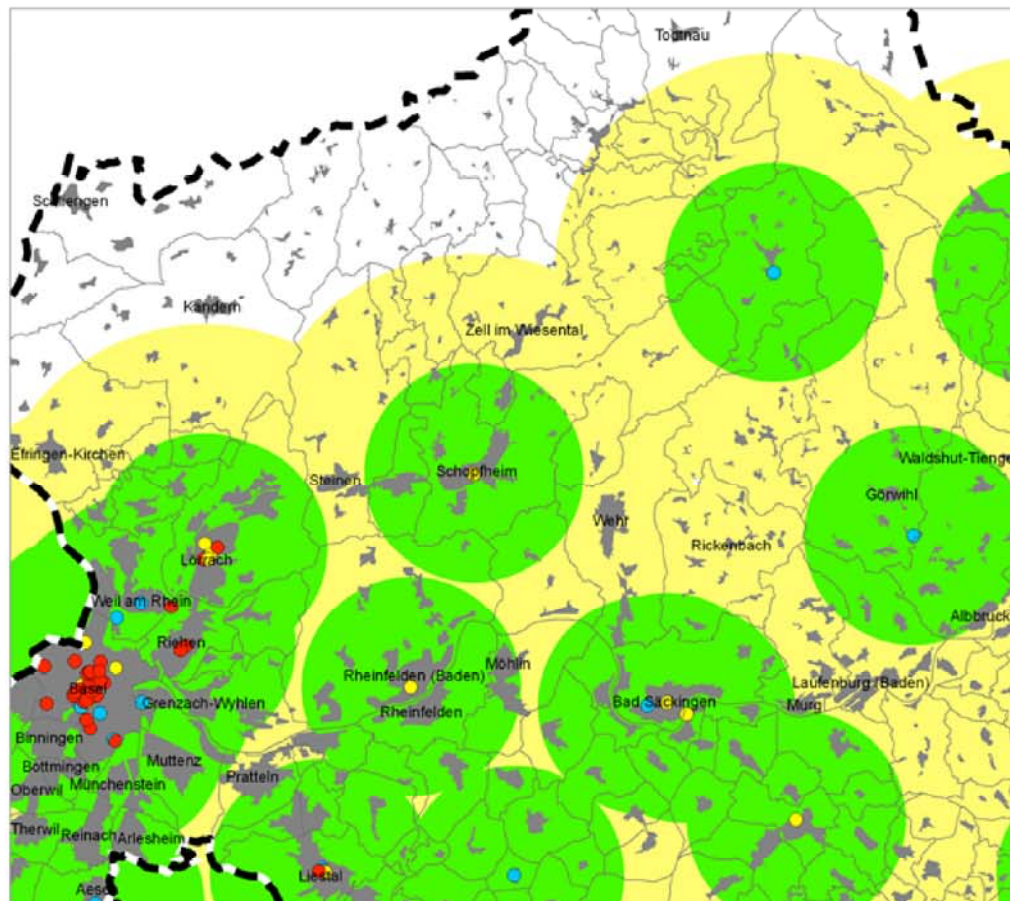 Todtnau
Schliengen
Kandern
Zell im Wiesental
Efringen-Kirchen
Steinen
Schopfheim
Waldshut-Tienge
Görwihl
Wehr
Rickenbach
Lörrach
Weil am Rhein
Albbruck
Riehen
Möhlin
Rheinfelden (Baden)
Laufenburg (Baden)
Basel
Grenzach-Wyhlen
Rheinfelden
Bad Säckingen
Murg
Binningen
Bottmingen
Muttenz
Pratteln
Oberwil
Münchenstein
Therwil
Reinach
Arlesheim
Liestal
Aesc